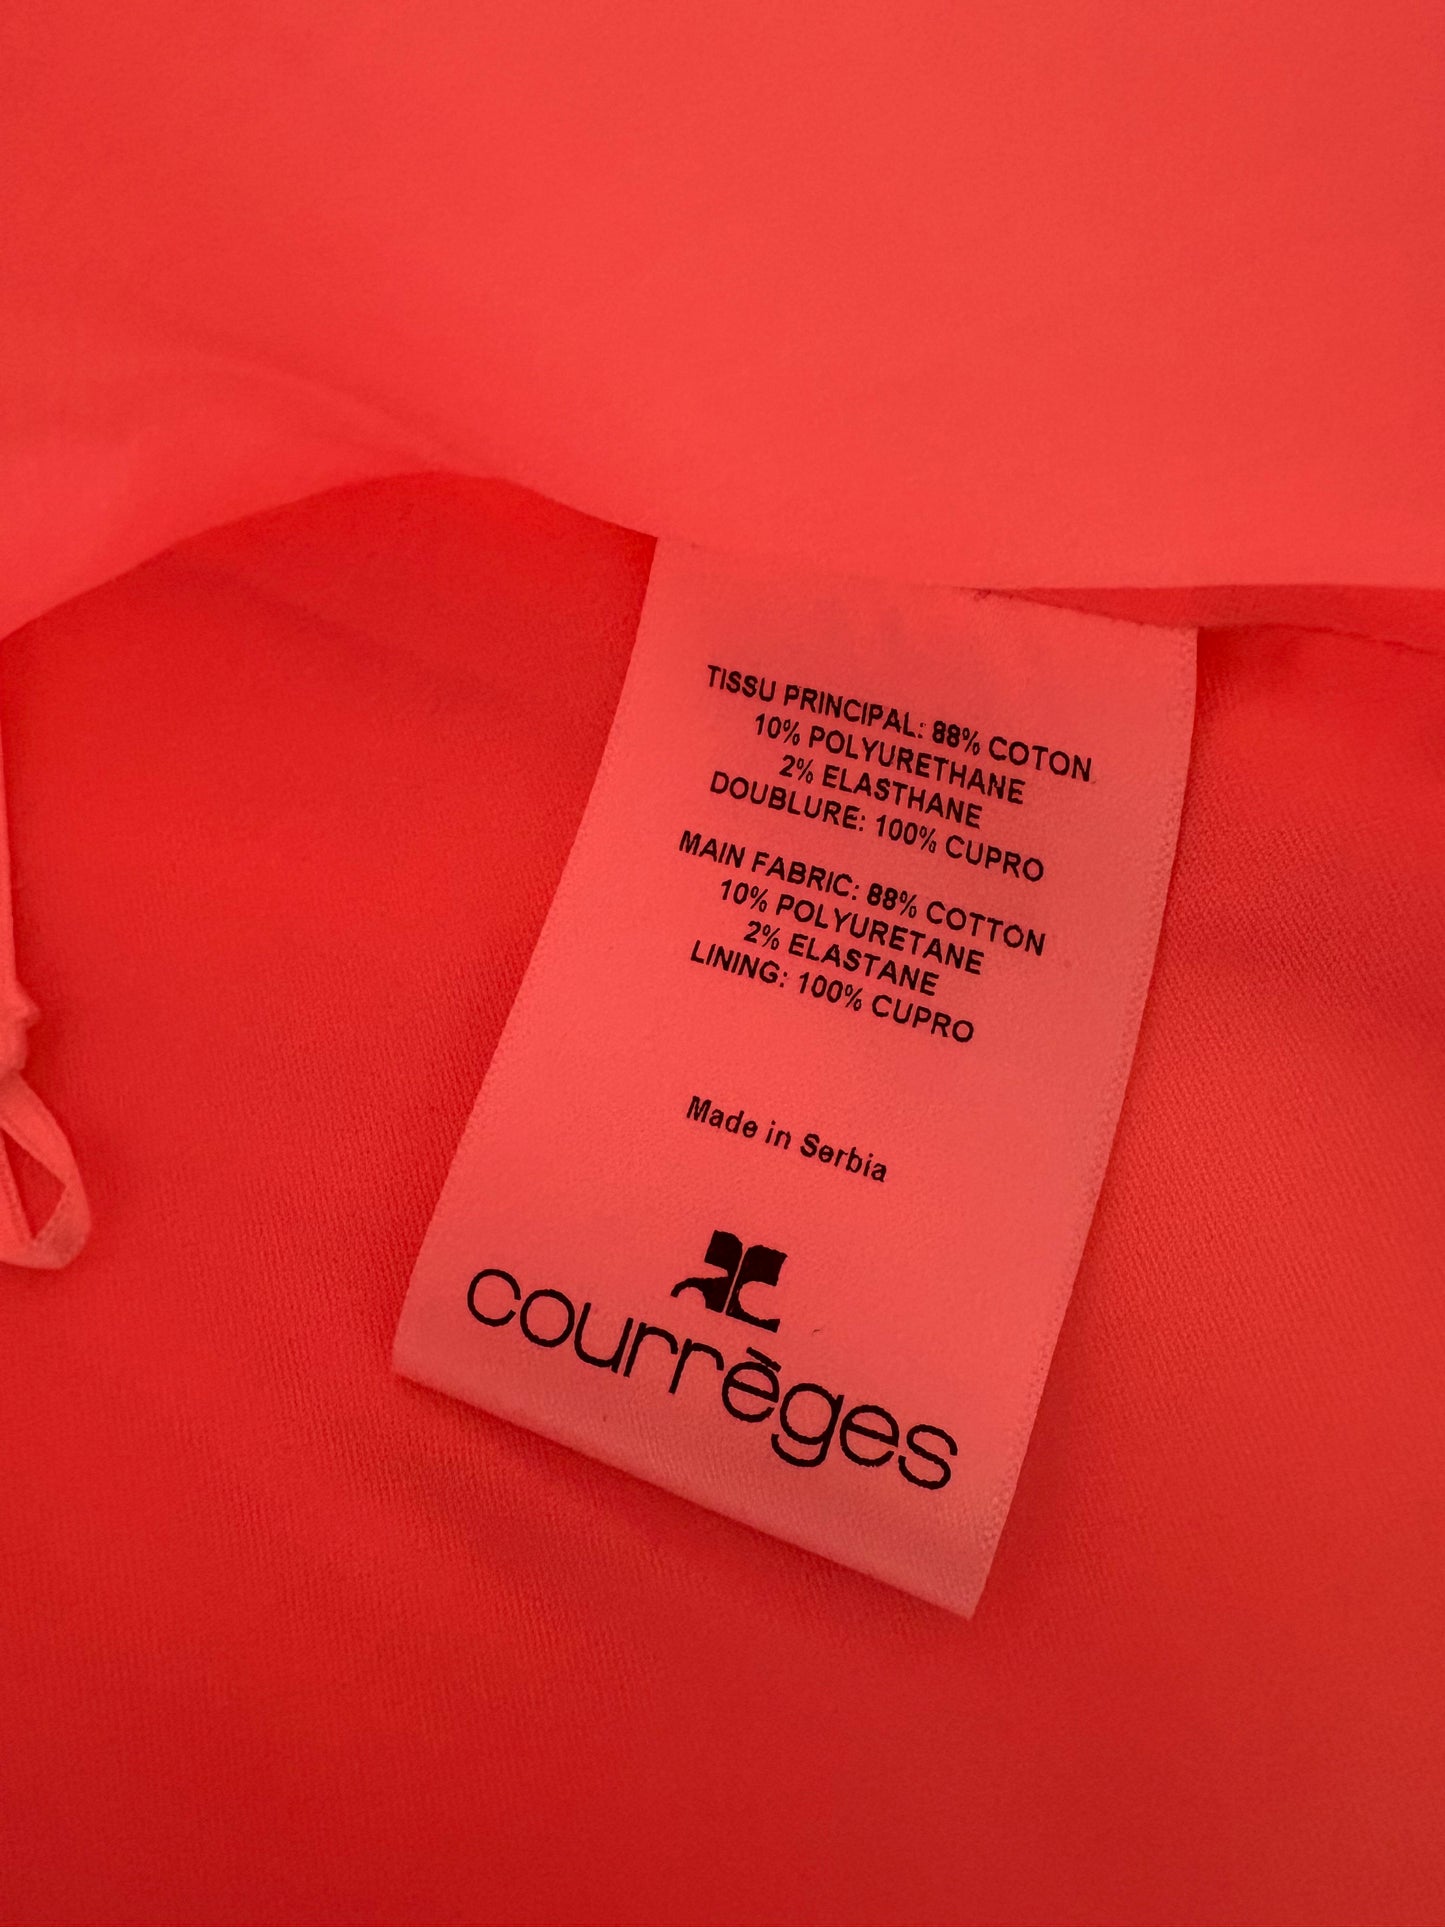 TISSU PRINCIPAL: 88% COTON
10% POLYURETHANE
2% ELASTHANE
DOUBLURE: 100% CUPRO
MAIN FABRIC: 88% COTTON
10% POLYURETANE
2% ELASTANE
LINING: 100% CUPRO
Made in Serbia
courrèges